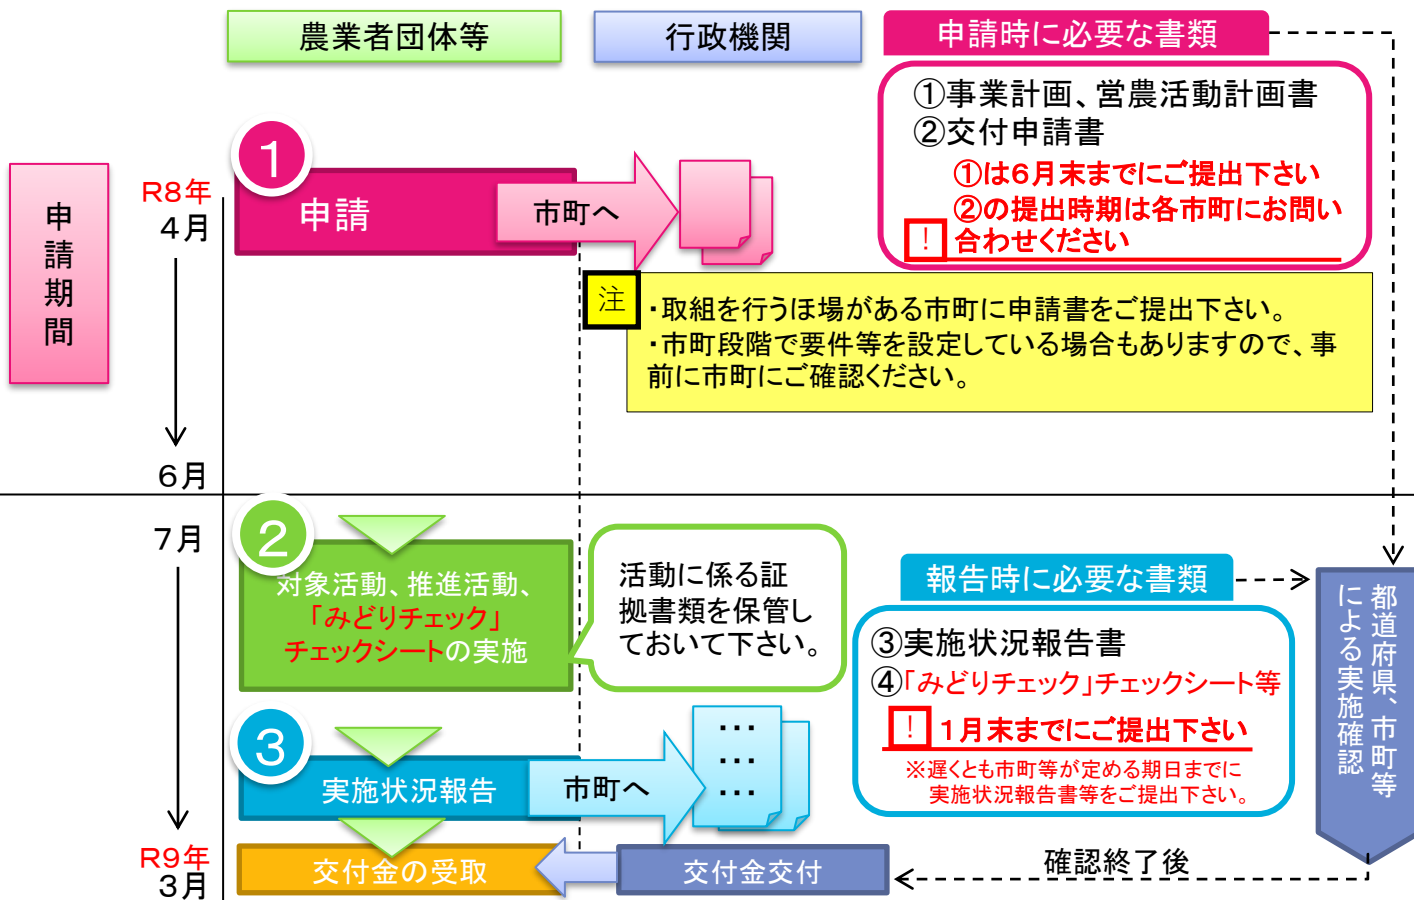 農業者団体等
行政機関
申請時に必要な書類
①事業計画、営農活動計画書
②交付申請書
①は6月末までにご提出下さい
②の提出時期は各市町にお問い
! 合わせください
申請期間
R8年
4月
1
申請
市町へ
注
・取組を行うほ場がある市町に申請書をご提出下さい。
・市町段階で要件等を設定している場合もありますので、事
前に市町にご確認ください。
6月
7月
2
対象活動、推進活動、
「みどりチェック」
チェックシートの実施
活動に係る証
拠書類を保管し
ておいて下さい。
報告時に必要な書類
③実施状況報告書
④「みどりチェック」チェックシート等
! 1月末までにご提出下さい
※遅くとも市町等が定める期日までに
実施状況報告書等をご提出下さい。
都道府県、市町等
による実施確認
3
実施状況報告
市町へ
…
…
…
R9年
3月
交付金の受取
交付金交付
確認終了後